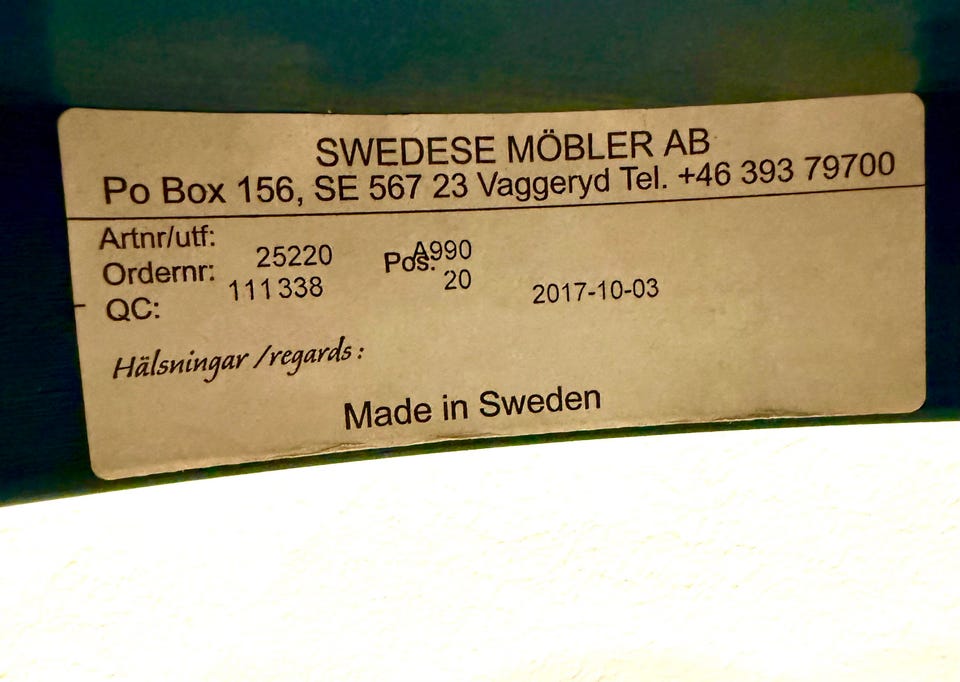 SWEDESE MÖBLER AB
Po Box 156, SE 567 23 Vaggeryd Tel. +46 393 79700
Artnr/utf: 25220 A990
Ordernr: 111338 Pos: 20 2017-10-03
QC:
Hälsningar /regards :
Made in Sweden